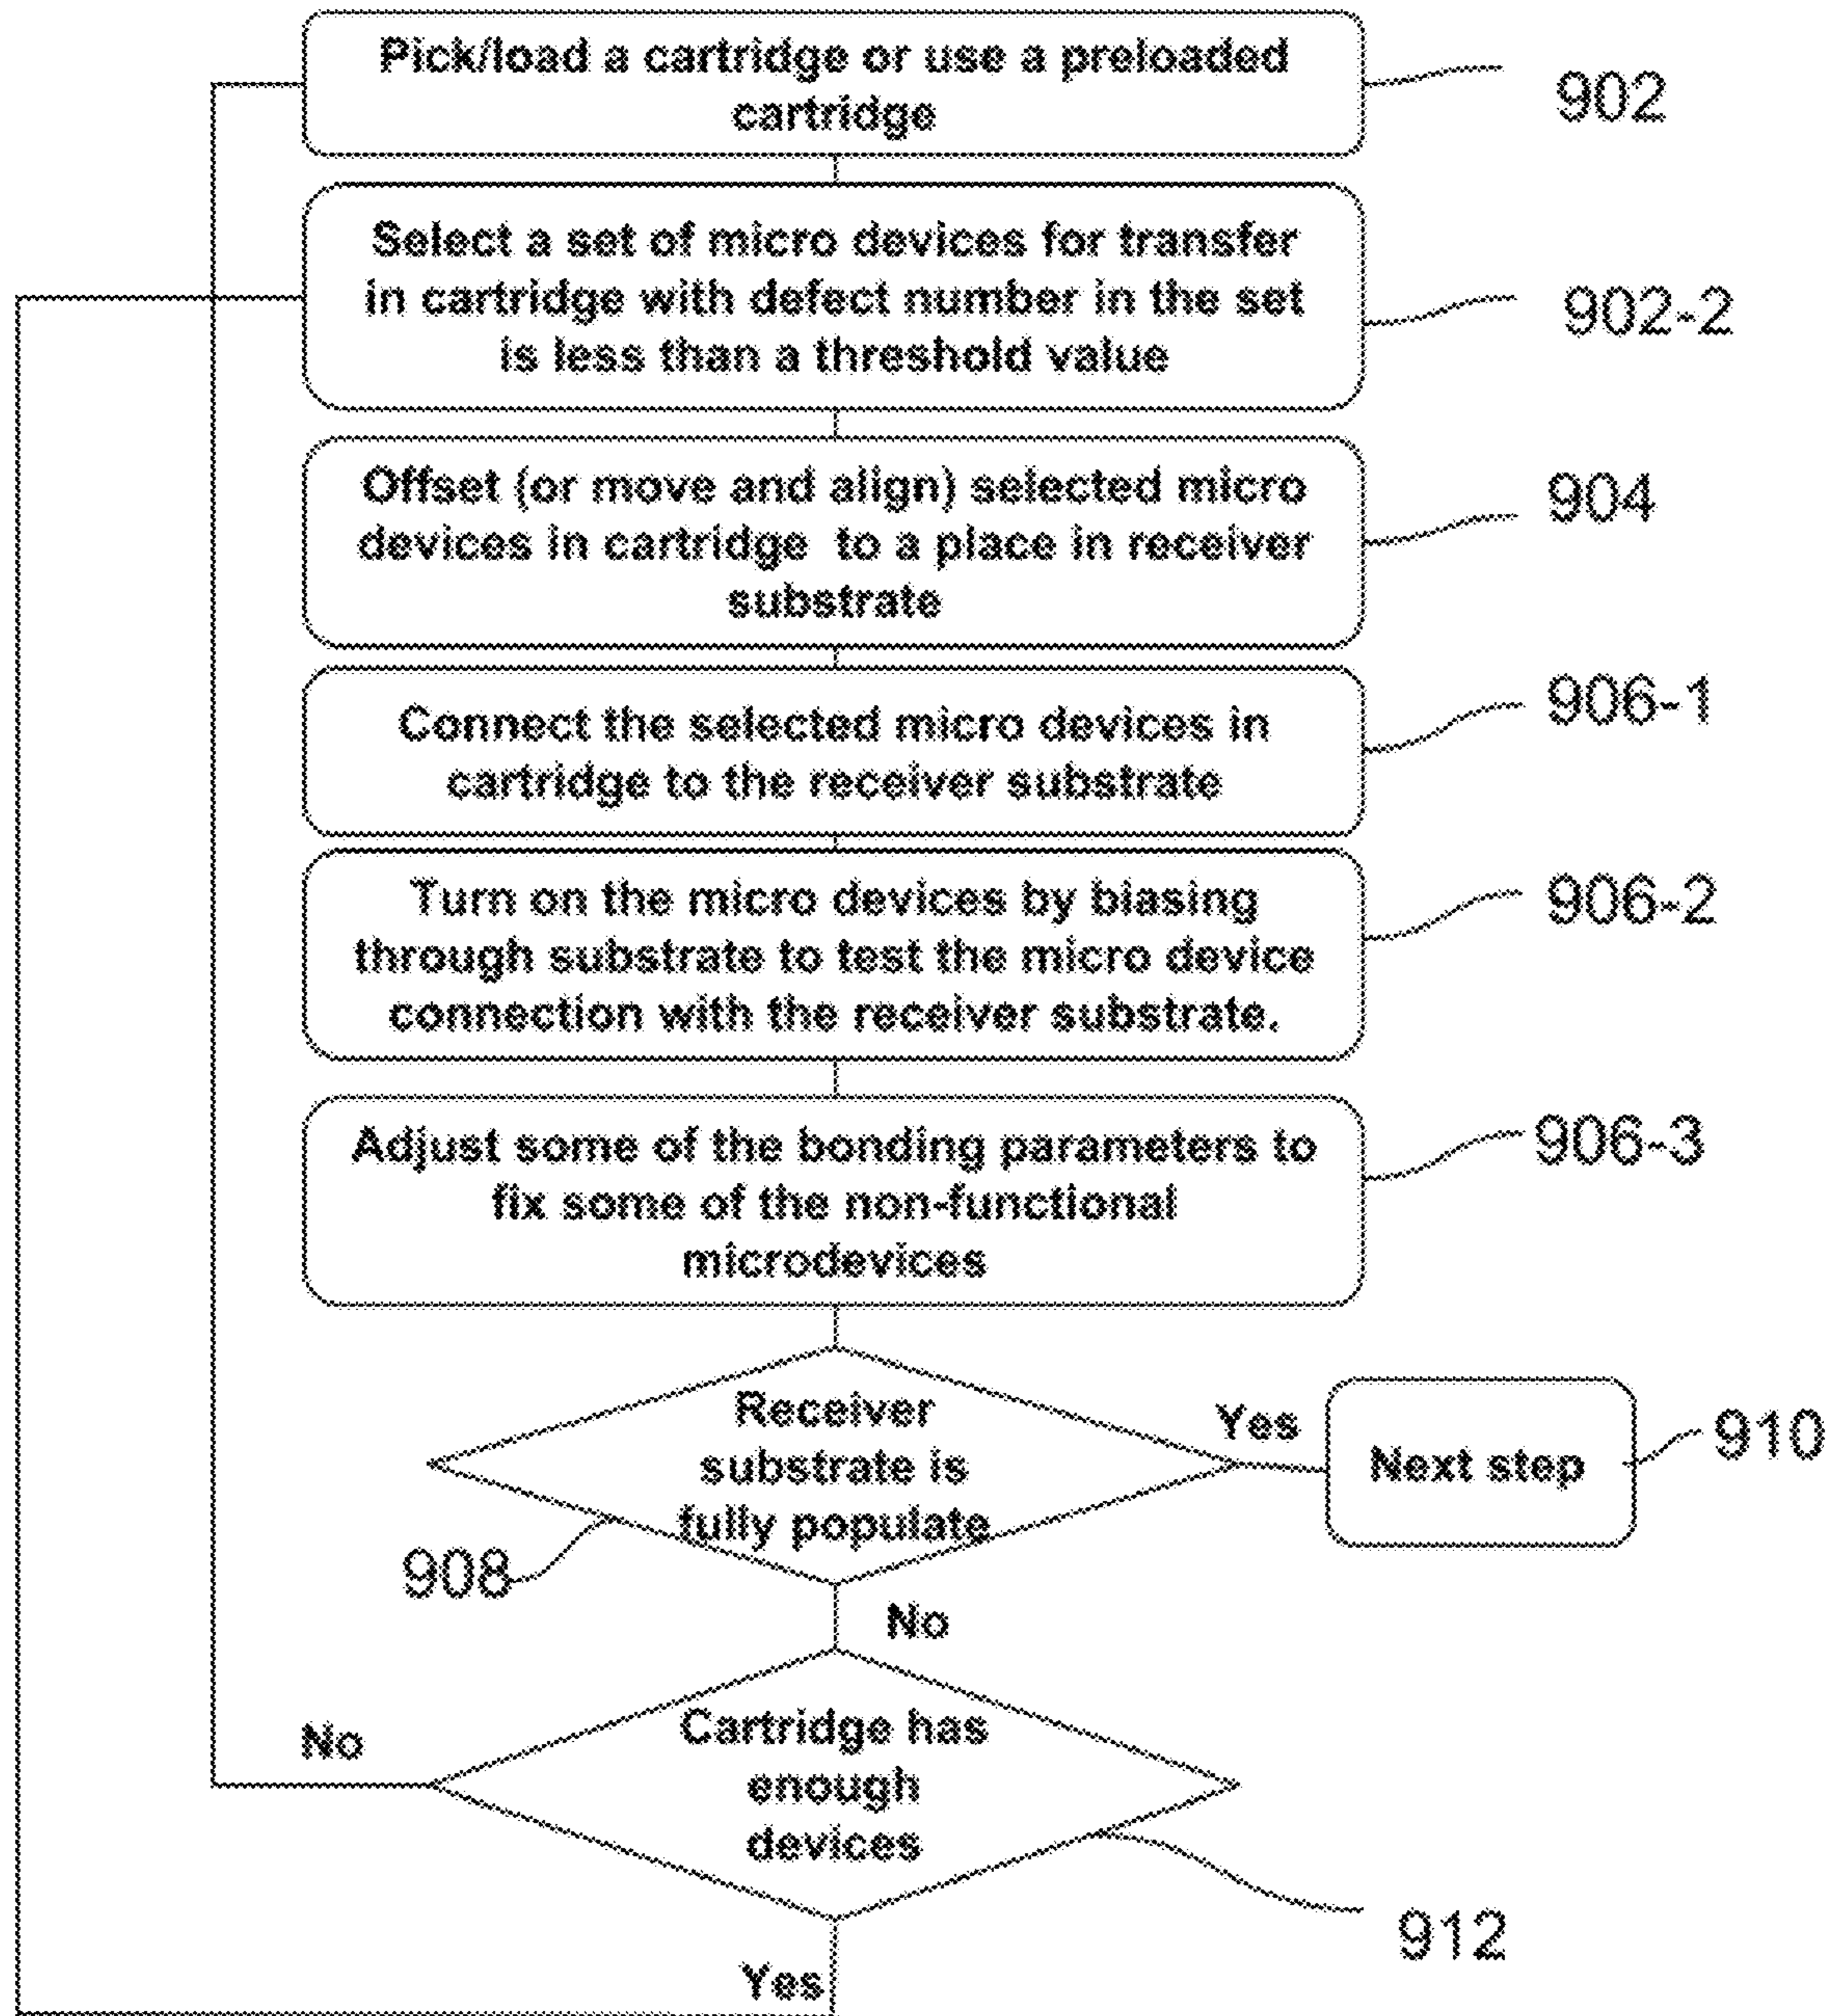 Pick/load a cartridge or use a preloaded
cartridge
902
Select a set of micro devices for transfer
in cartridge with defect number in the set
is less than a threshold value
902-2
Offset (or move and align) selected micro
devices in cartridge to a place in receiver
substrate
904
Connect the selected micro devices in
cartridge to the receiver substrate
906-1
Turn on the micro devices by biasing
through substrate to test the micro device
connection with the receiver substrate.
906-2
Adjust some of the bonding parameters to
fix some of the non-functional
microdevices
906-3
Receiver
substrate is
fully populate
908
Yes
Next step
910
No
Cartridge has
enough
devices
912
No
Yes